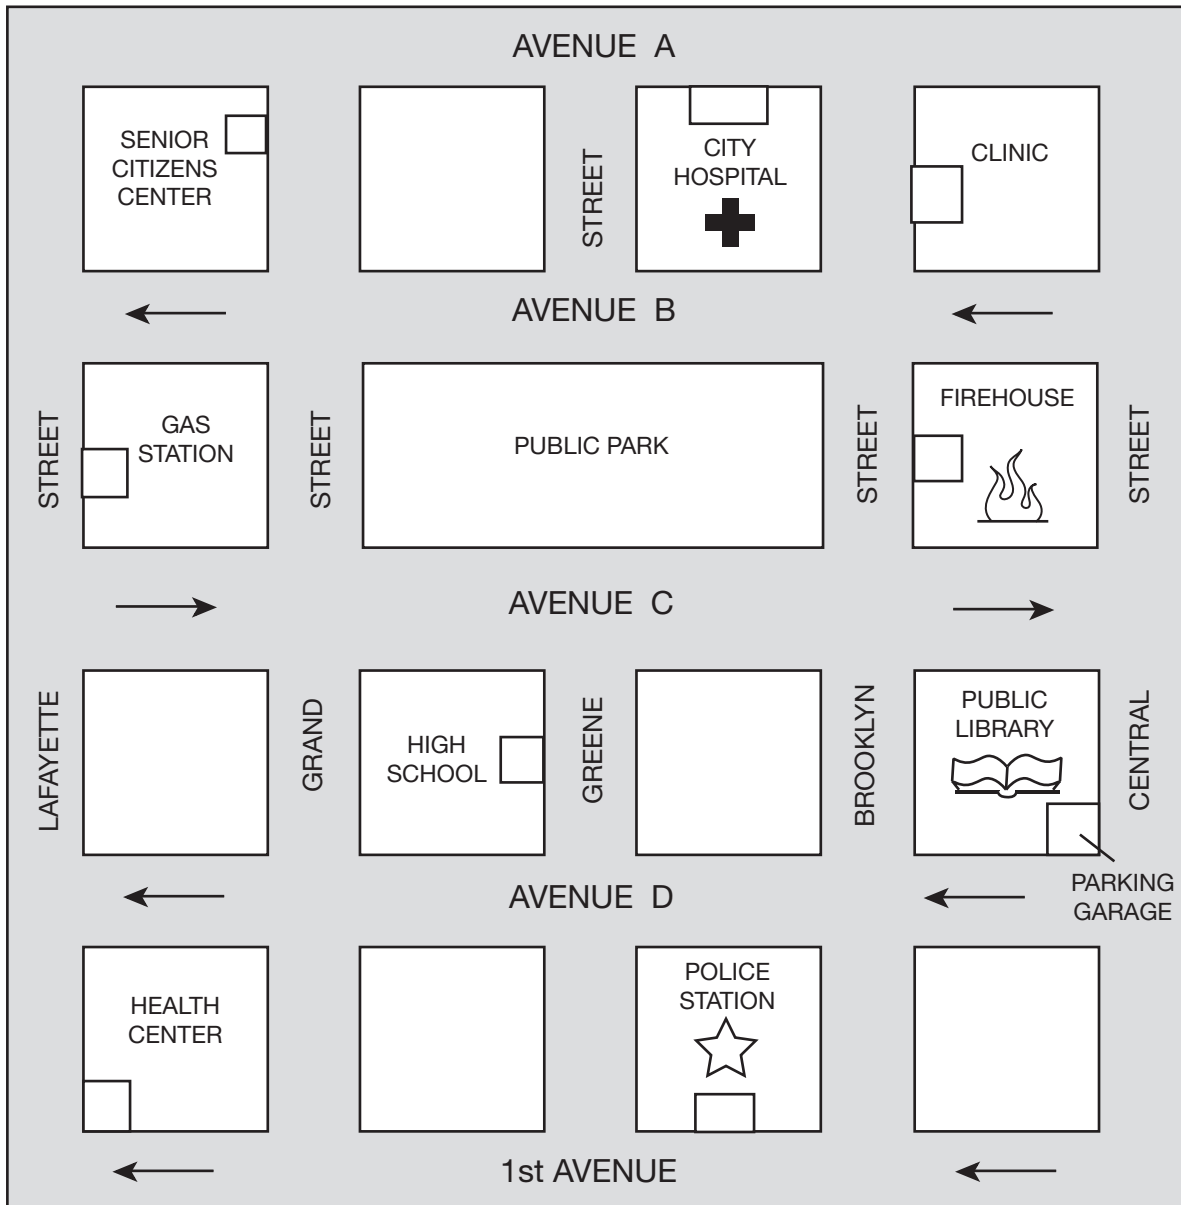 AVENUE A
SENIOR
CITIZENS
CENTER
STREET
CITY
HOSPITAL
CLINIC
AVENUE B
STREET
GAS
STATION
STREET
PUBLIC PARK
STREET
FIREHOUSE
STREET
AVENUE C
LAFAYETTE
GRAND
HIGH
SCHOOL
GREENE
BROOKLYN
PUBLIC
LIBRARY
CENTRAL
PARKING
GARAGE
AVENUE D
HEALTH
CENTER
POLICE
STATION
1st AVENUE